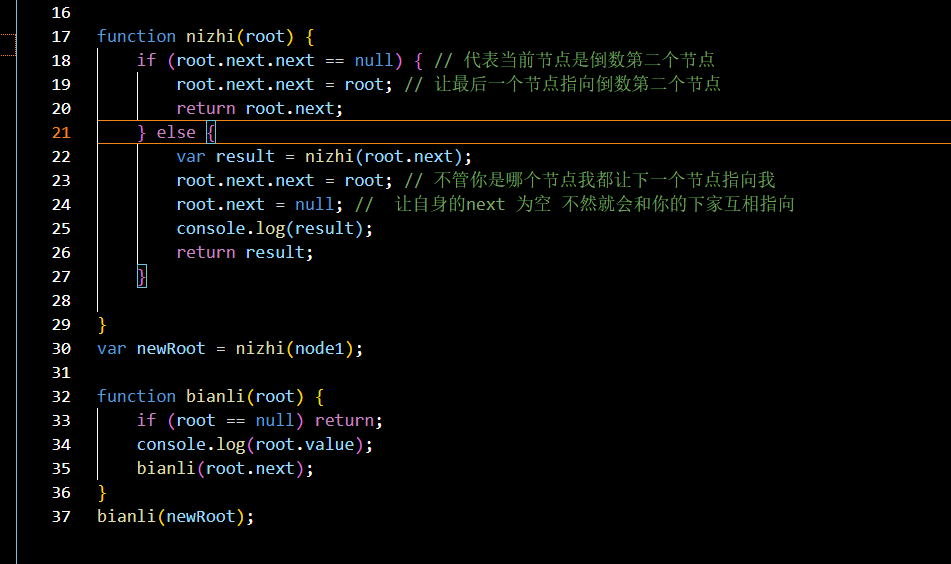 16
17 function nizhi(root) {
18 if (root.next.next == null) { // 代表当前节点是倒数第二个节点
19 root.next.next = root; // 让最后一个节点指向倒数第二个节点
20 return root.next;
21 } else {
22 var result = nizhi(root.next);
23 root.next.next = root; // 不管你是哪个节点我都让下一个节点指向我
24 root.next = null; // 让自身的next 为空 不然就会和你的下家互相指向
25 console.log(result);
26 return result;
27 }
28
29 }
30 var newRoot = nizhi(node1);
31
32 function bianli(root) {
33 if (root == null) return;
34 console.log(root.value);
35 bianli(root.next);
36 }
37 bianli(newRoot);